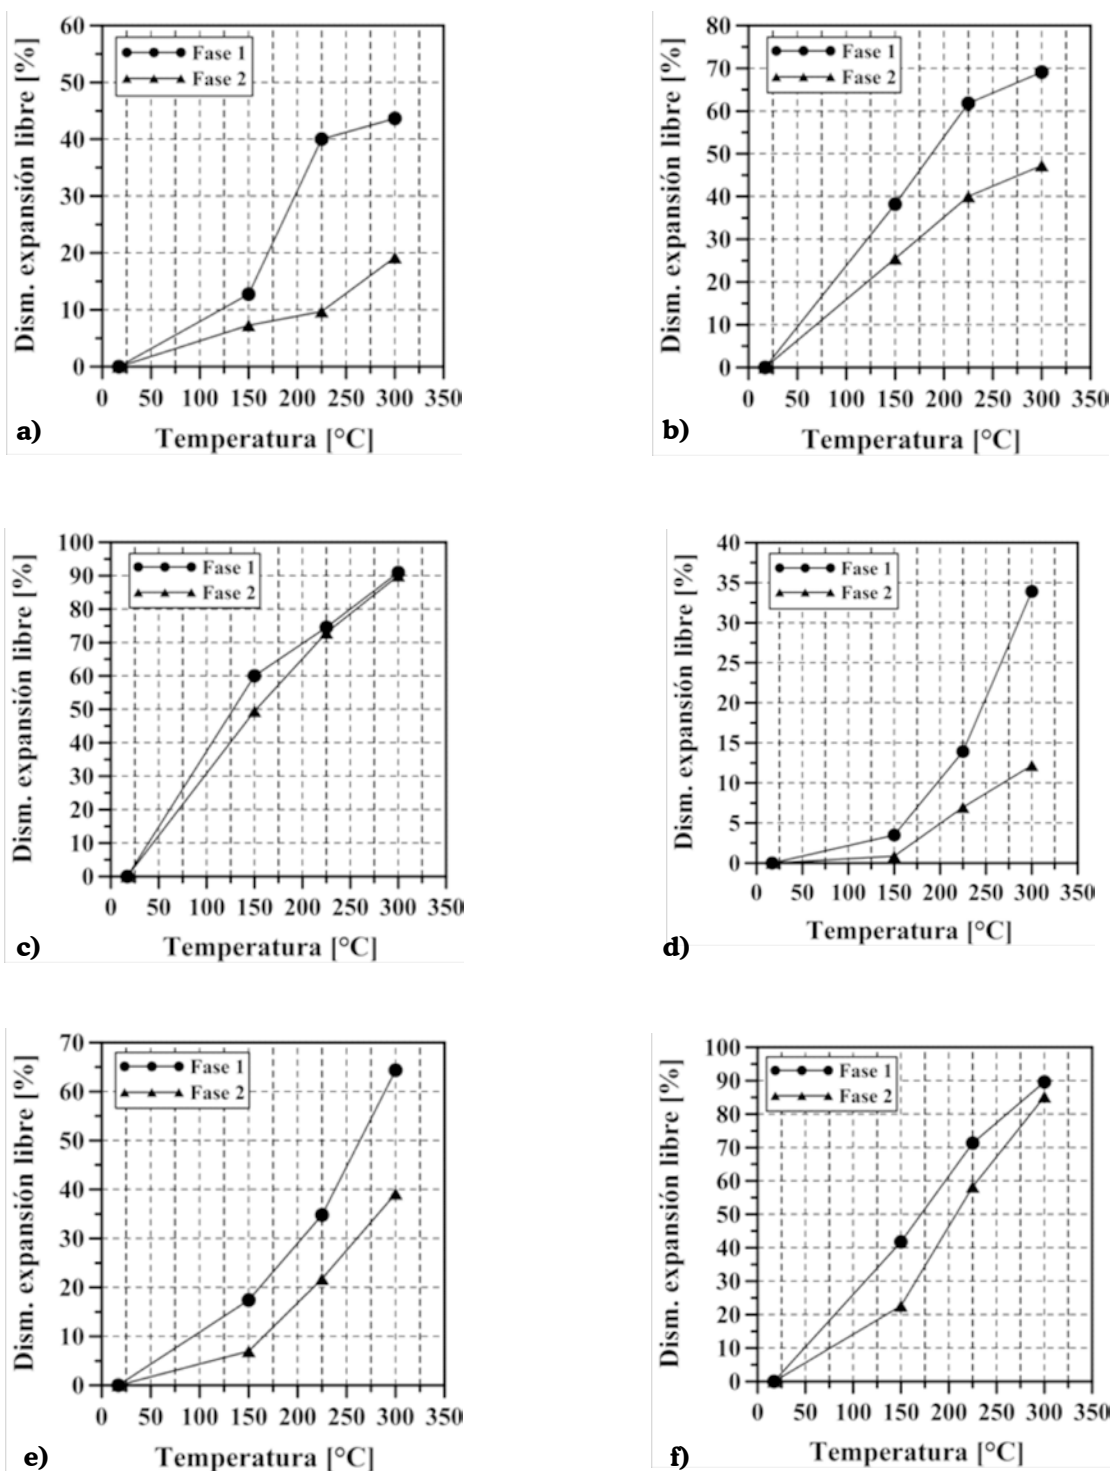 60
50
40
30
20
10
0
Dism. expansión libre [%]
Fase 1
Fase 2
0 50 100 150 200 250 300 350
Temperatura [°C]
a)
80
70
60
50
40
30
20
10
0
Dism. expansión libre [%]
Fase 1
Fase 2
0 50 100 150 200 250 300 350
Temperatura [°C]
b)
100
90
80
70
60
50
40
30
20
10
0
Dism. expansión libre [%]
Fase 1
Fase 2
0 50 100 150 200 250 300 350
Temperatura [°C]
c)
40
35
30
25
20
15
10
5
0
Dism. expansión libre [%]
Fase 1
Fase 2
0 50 100 150 200 250 300 350
Temperatura [°C]
d)
70
60
50
40
30
20
10
0
Dism. expansión libre [%]
Fase 1
Fase 2
0 50 100 150 200 250 300 350
Temperatura [°C]
e)
100
90
80
70
60
50
40
30
20
10
0
Dism. expansión libre [%]
Fase 1
Fase 2
0 50 100 150 200 250 300 350
Temperatura [°C]
f)